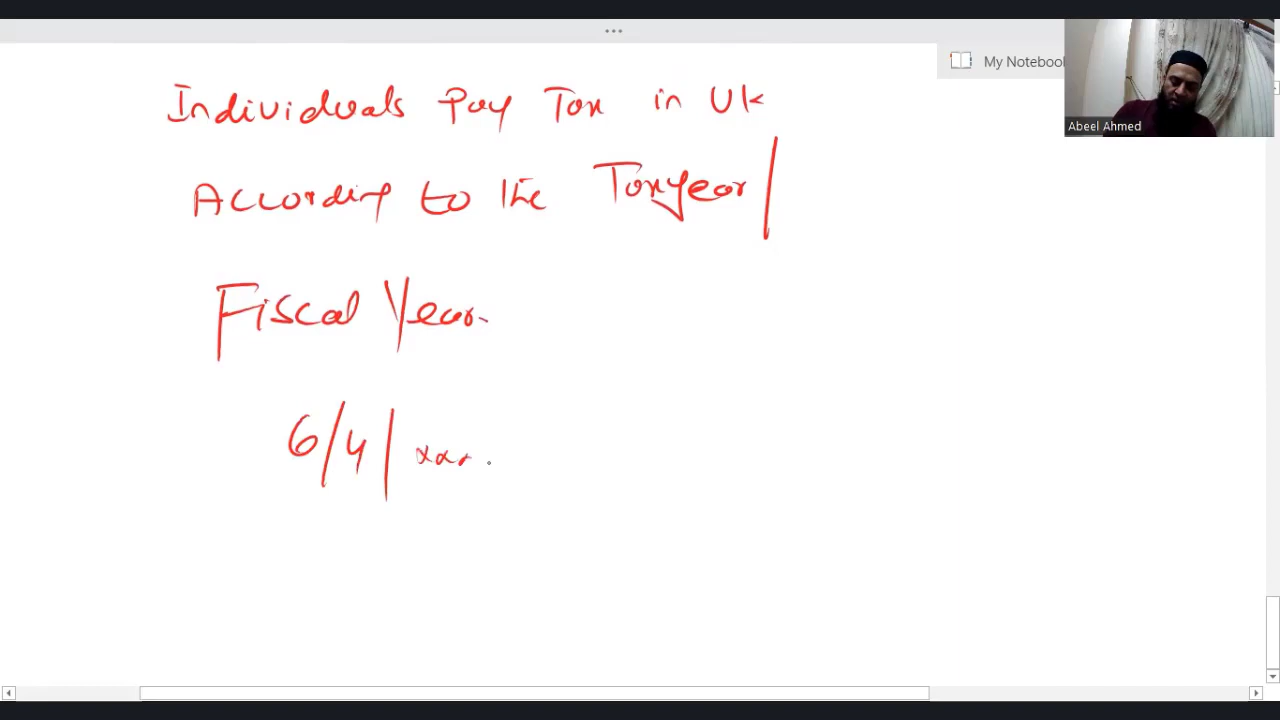 My Notebook
Abeel Ahmed
Individuals Pay Tax in UK
According to the Taxyear/
Fiscal Year.
6/4/xxx